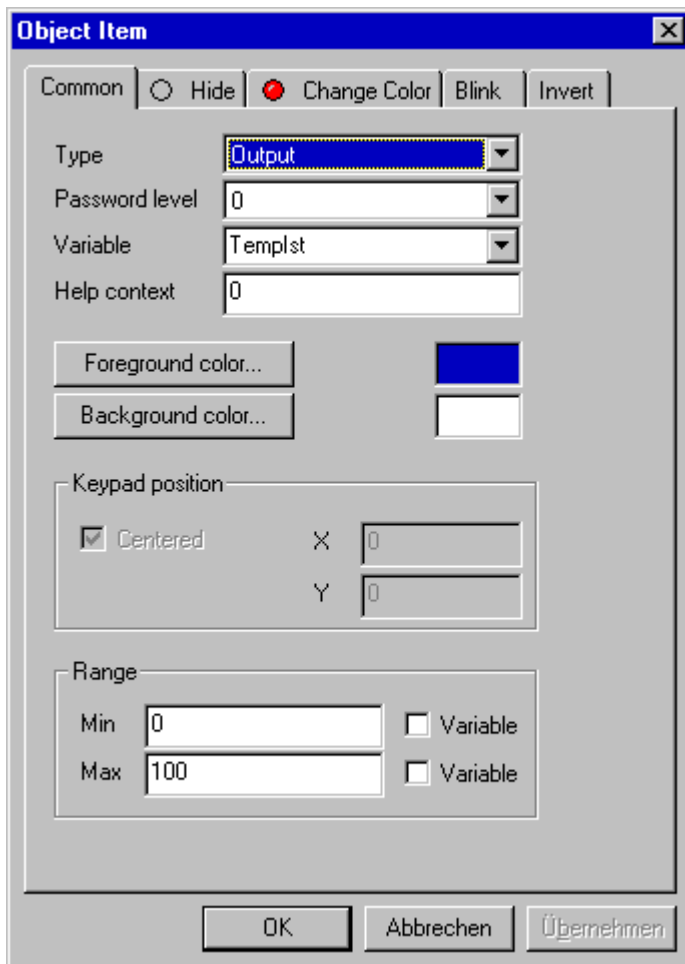 Object Item
Common Hide Change Color Blink Invert
Type Output
Password level 0
Variable TempIst
Help context 0
Foreground color...
Background color...
Keypad position
Centered X 0
Y 0
Range
Min 0 Variable
Max 100 Variable
OK Abbrechen Übernehmen